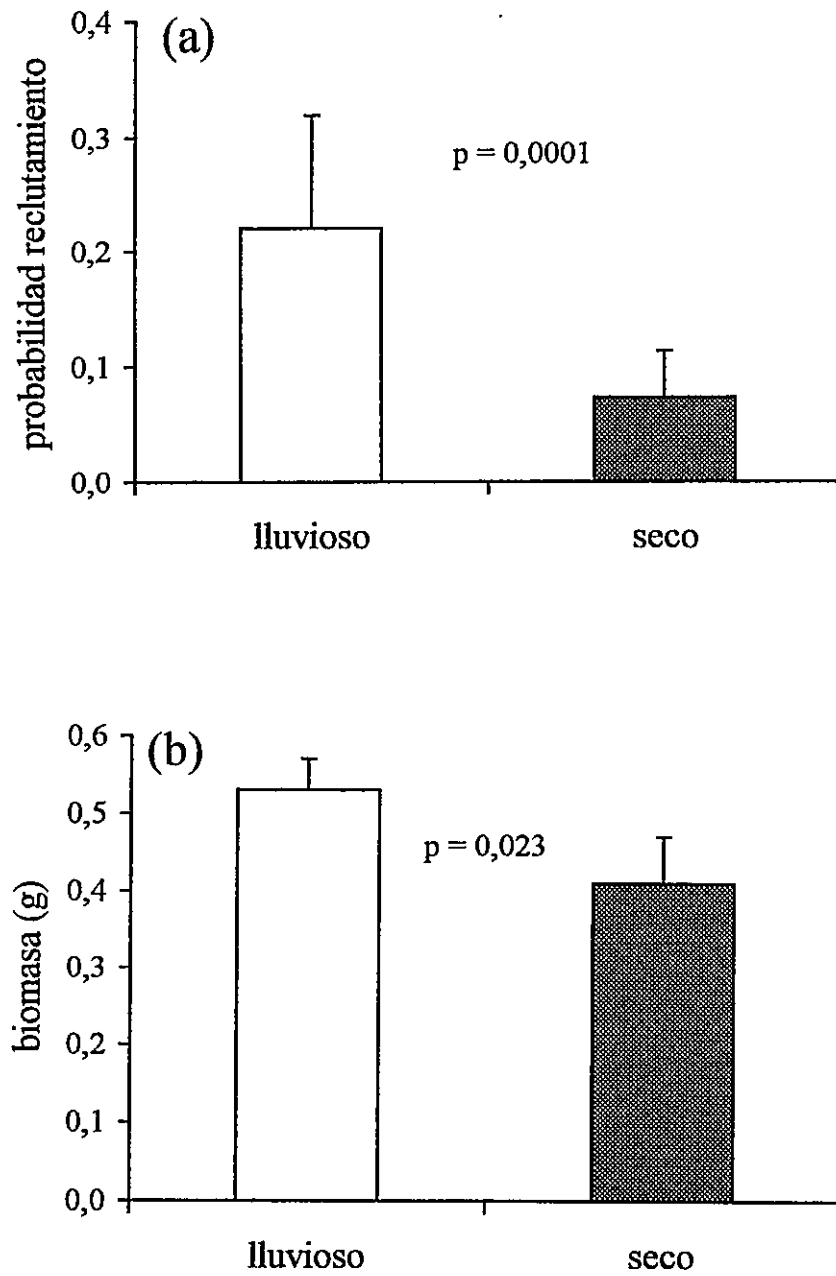 (a)
probabilidad reclutamiento
0,4
0,3
0,2
0,1
0,0
p = 0,0001
lluvioso
seco
(b)
biomasa (g)
0,6
0,5
0,4
0,3
0,2
0,1
0,0
p = 0,023
lluvioso
seco